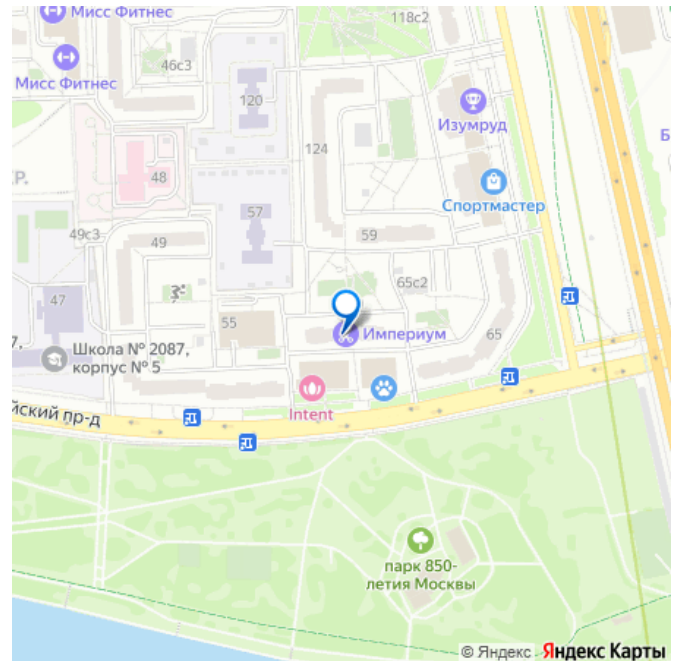 Мисс Фитнес
118с2
46с3
Мисс Фитнес
120
Изумруд
Б
124
48
Р.
Спортмастер
57
49с3
49
59
65с2
47
55
Империум
65
7,
Школа № 2087,
корпус № 5
Intent
йский пр-д
парк 850-
летия Москвы
© Яндекс Яндекс Карты